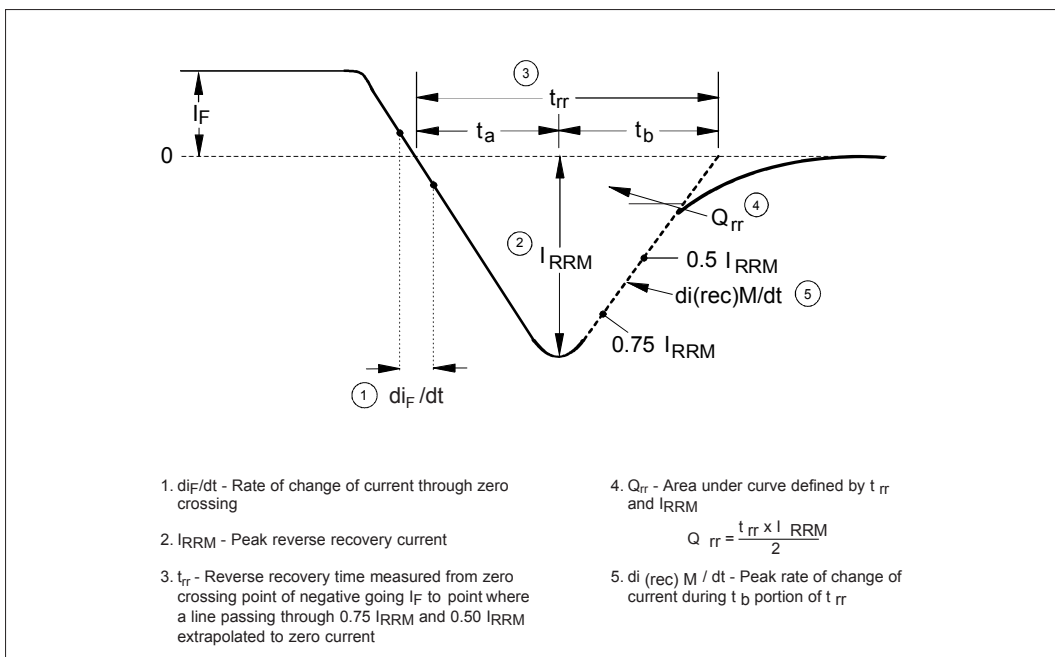 3
t_rr
t_a
t_b
I_F
0
Q_rr 4
2 I_RRM
0.5 I_RRM
di(rec)M/dt 5
0.75 I_RRM
1 di_F/dt
1. di_F/dt - Rate of change of current through zero
crossing
2. I_RRM - Peak reverse recovery current
3. t_rr - Reverse recovery time measured from zero
crossing point of negative going I_F to point where
a line passing through 0.75 I_RRM and 0.50 I_RRM
extrapolated to zero current
4. Q_rr - Area under curve defined by t_rr
and I_RRM
Q_rr = t_rr x I_RRM
2
5. di (rec) M / dt - Peak rate of change of
current during t_b portion of t_rr